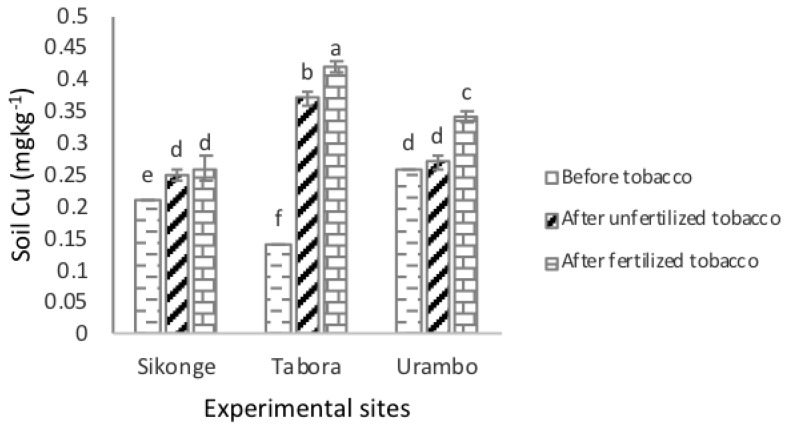 0.5
0.45
0.4
0.35
0.3
0.25
0.2
0.15
0.1
0.05
0
Soil Cu (mgkg-1)
e d d
f b a
d d c
Sikonge Tabora Urambo
Experimental sites
Before tobacco
After unfertilized tobacco
After fertilized tobacco